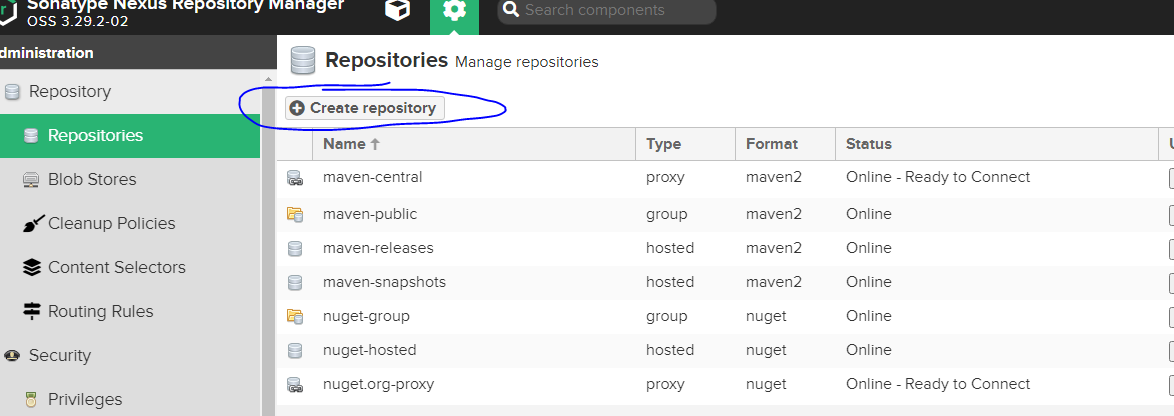 Sonatype Nexus Repository Manager
OSS 3.29.2-02
Search components
dministration
Repositories Manage repositories
Repository
Create repository
Repositories
Name Type Format Status
Blob Stores
maven-central proxy maven2 Online - Ready to Connect
maven-public group maven2 Online
Cleanup Policies
maven-releases hosted maven2 Online
Content Selectors
maven-snapshots hosted maven2 Online
Routing Rules
nuget-group group nuget Online
Security
nuget-hosted hosted nuget Online
nuget.org-proxy proxy nuget Online - Ready to Connect
Privileges